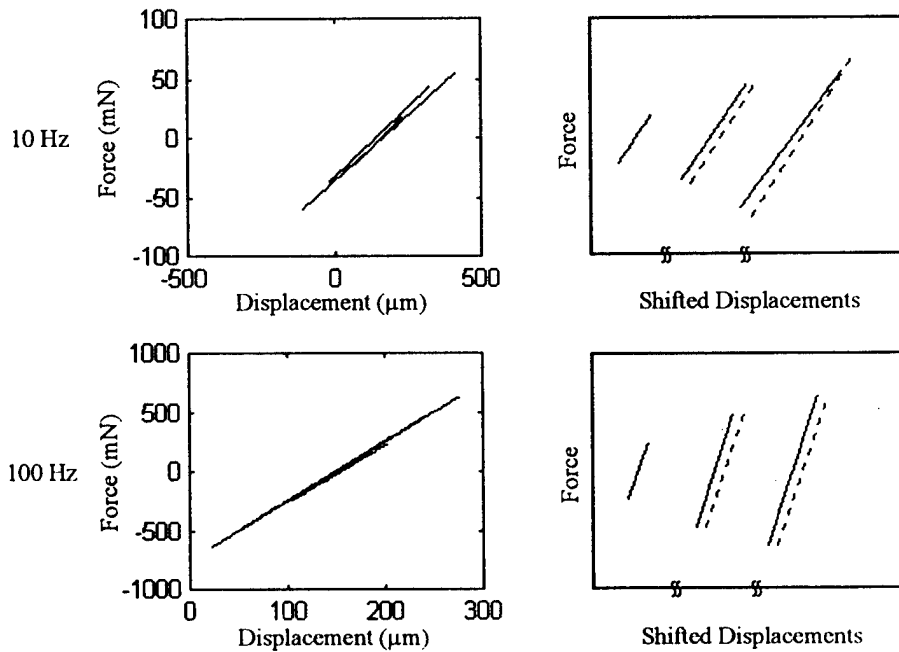 10 Hz
Force (mN)
100
50
0
-50
-100
-500
0
500
Displacement (μm)
Force
Shifted Displacements
100 Hz
Force (mN)
1000
500
0
-500
-1000
0
100
200
300
Displacement (μm)
Force
Shifted Displacements